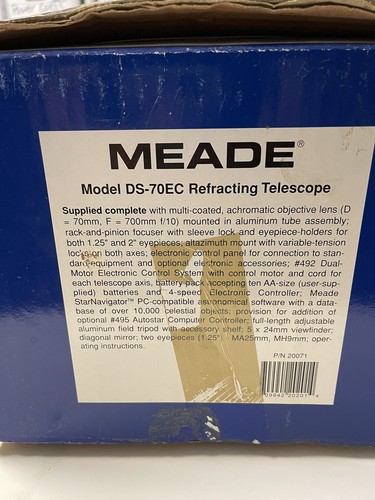 MEADE®
Model DS-70EC Refracting Telescope
Supplied complete with multi-coated, achromatic objective lens (D
= 70mm, F = 700mm f/10) mounted in aluminum tube assembly;
rack-and-pinion focuser with sleeve lock and eyepiece-holders for
both 1.25" and 2" eyepieces; altazimuth mount with variable-tension
locks on both axes; electronic control panel for connection to stan-
dard equipment and optional electronic accessories; #492 Dual-
Motor Electronic Control System with control motor and cord for
each telescope axis, battery-pack accepting ten AA-size (user-sup-
plied) batteries and 4-speed Electronic Controller; Meade
StarNavigator™ PC-compatible astronomical software with a data-
base of over 10,000 celestial objects; provision for addition of
optional #495 Autostar Computer Controller; full-length adjustable
aluminum field tripod with accessory shelf; 5 x 24mm viewfinder;
diagonal mirror; two eyepieces (1.25") MA25mm, MH9mm; oper-
ating instructions.
P/N 20071